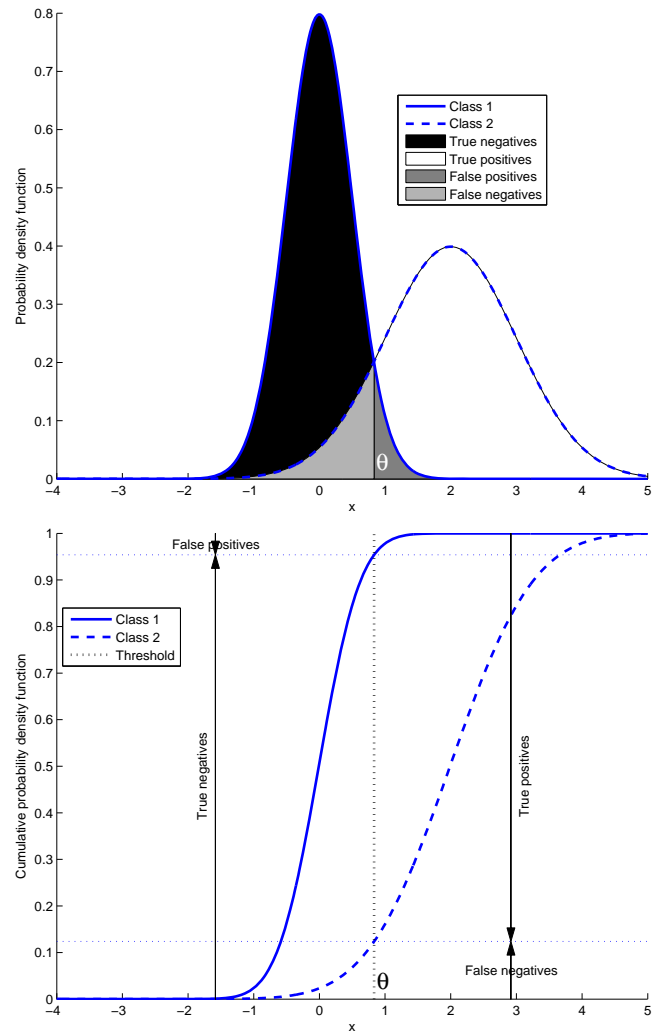 0.8
0.7
0.6
0.5
0.4
0.3
0.2
0.1
0
Probability density function
Class 1
Class 2
True negatives
True positives
False positives
False negatives
θ
−4 −3 −2 −1 0 1 2 3 4 5
x
1
0.9
0.8
0.7
0.6
0.5
0.4
0.3
0.2
0.1
0
Cumulative probability density function
False positives
Class 1
Class 2
Threshold
True negatives
True positives
False negatives
θ
−4 −3 −2 −1 0 1 2 3 4 5
x